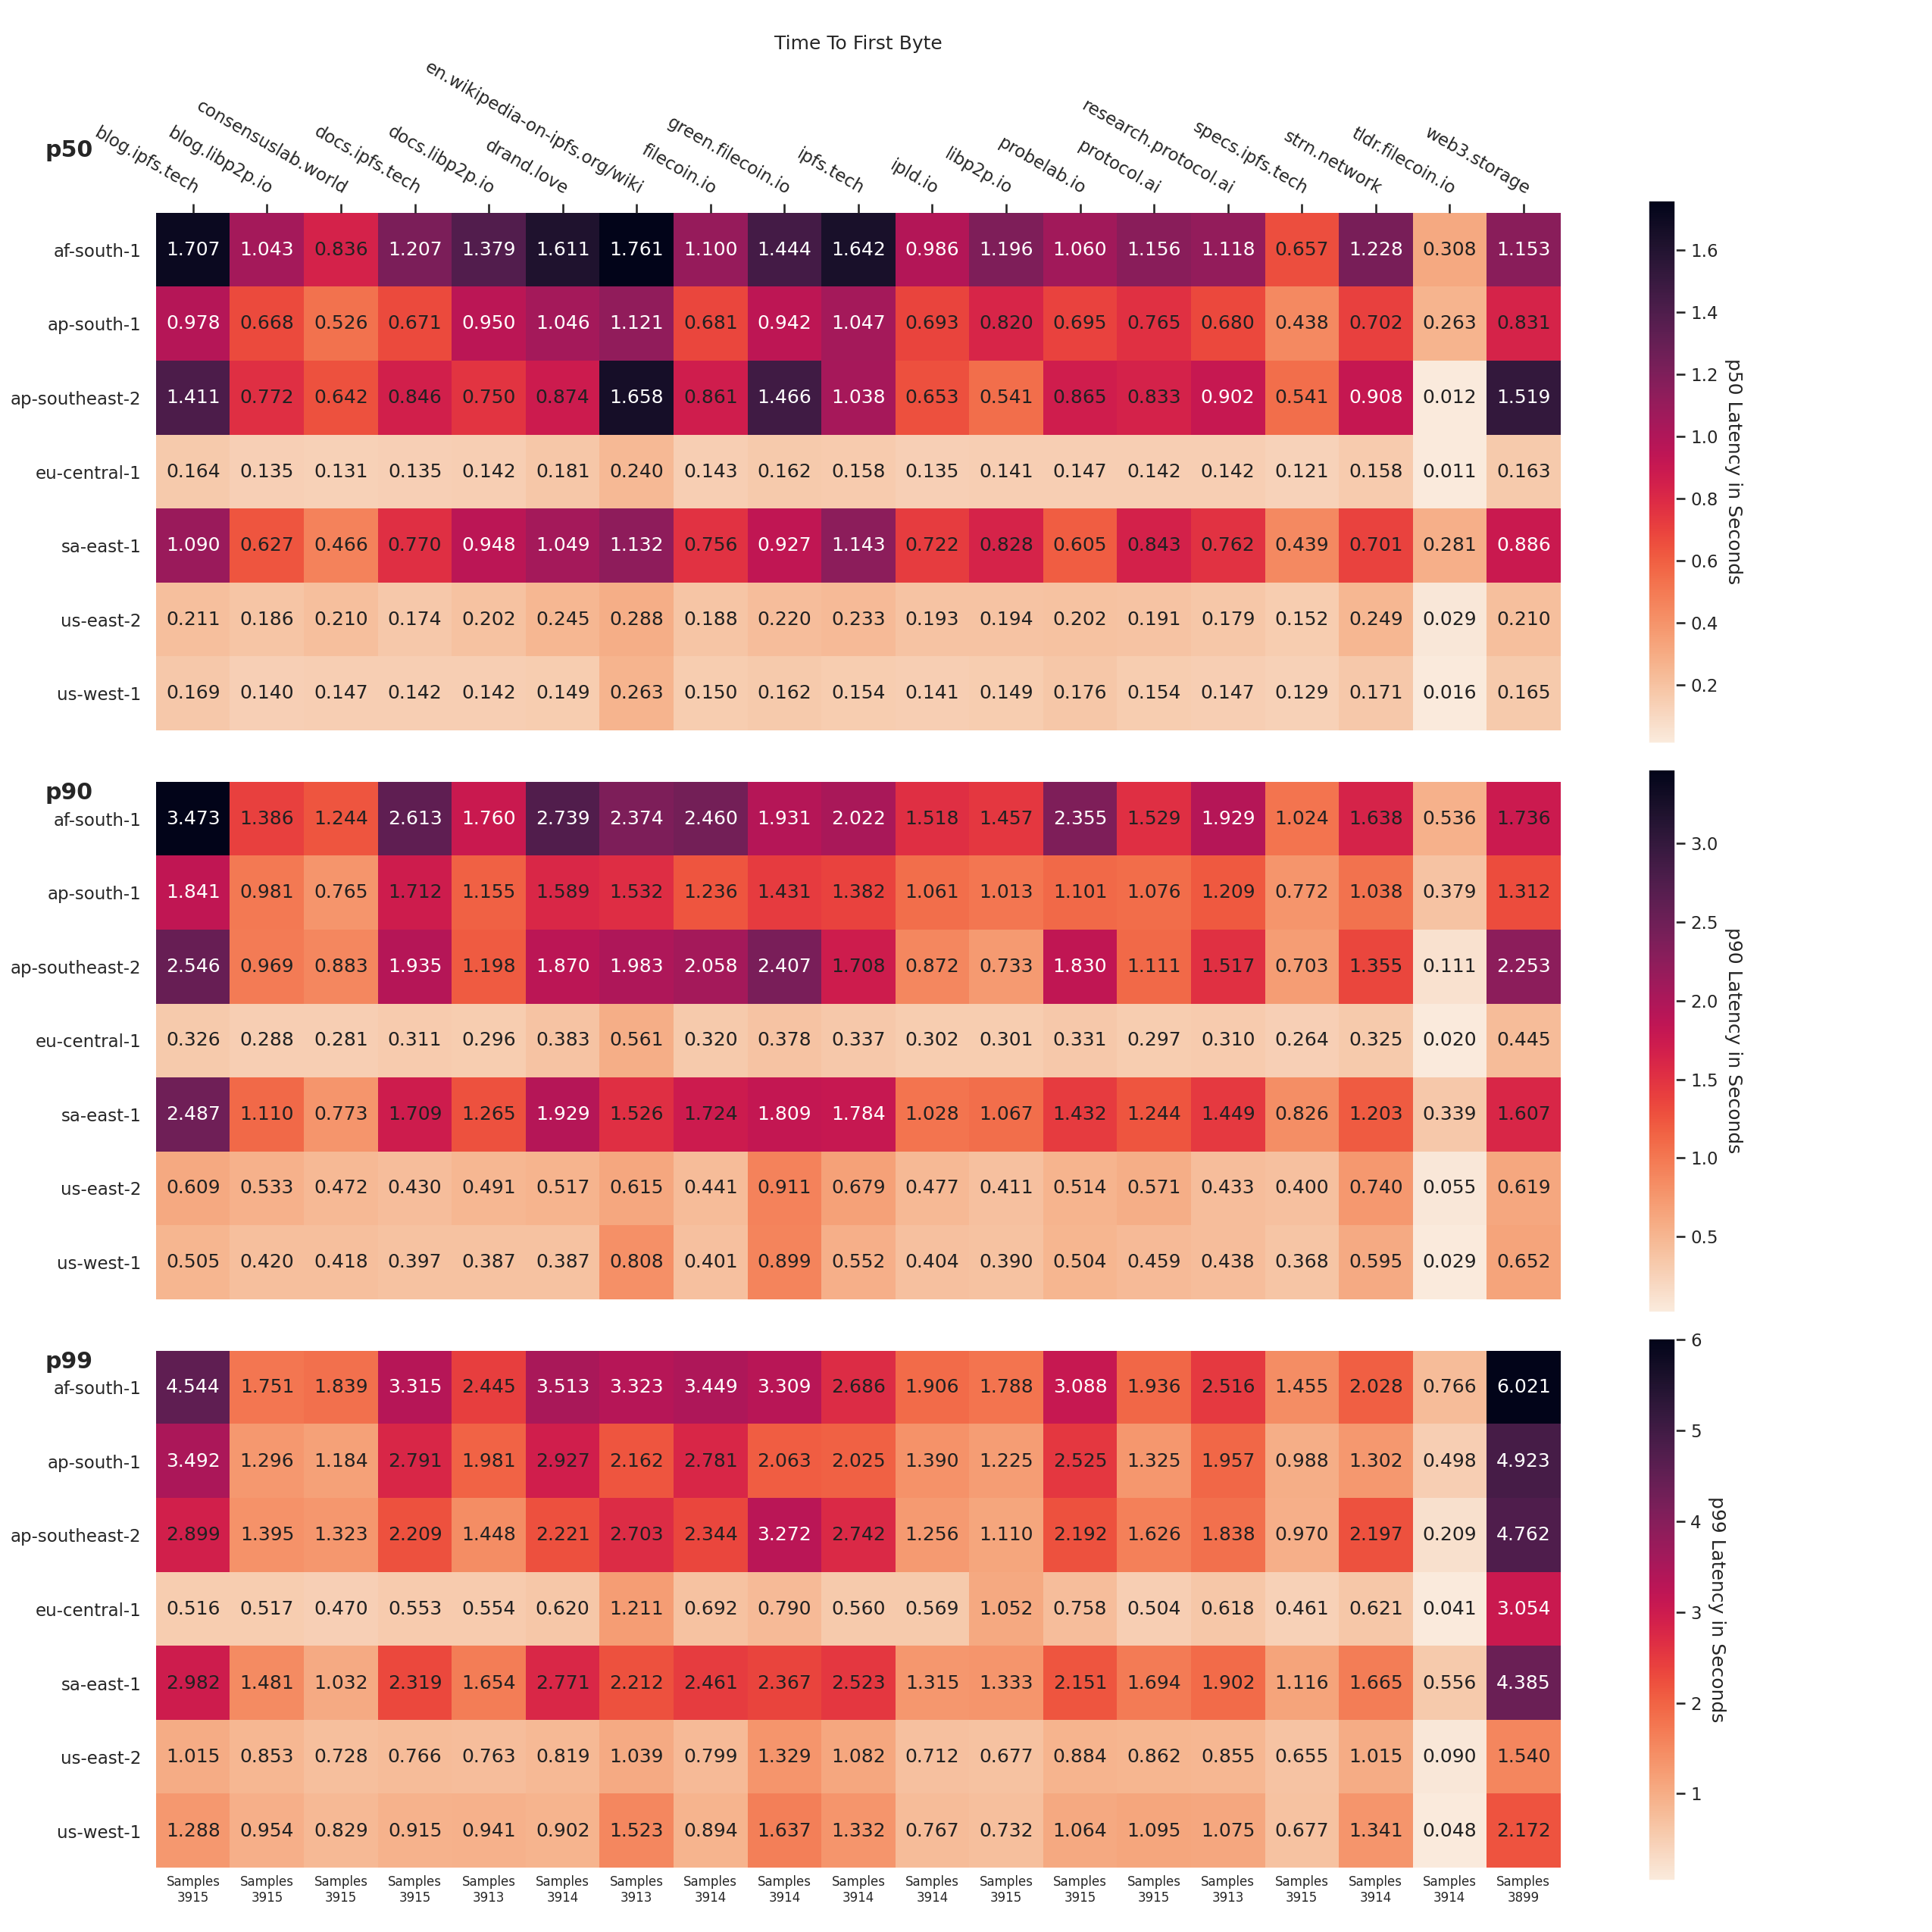 Time To First Byte
p50
blog.ipfs.tech
blog.libp2p.io
consensuslab.world
docs.ipfs.tech
docs.libp2p.io
drand.love
en.wikipedia-on-ipfs.org/wiki
filecoin.io
green.filecoin.io
ipfs.tech
ipld.io
libp2p.io
probelab.io
protocol.ai
research.protocol.ai
specs.ipfs.tech
strn.network
tldr.filecoin.io
web3.storage
af-south-1 1.707 1.043 0.836 1.207 1.379 1.611 1.761 1.100 1.444 1.642 0.986 1.196 1.060 1.156 1.118 0.657 1.228 0.308 1.153
ap-south-1 0.978 0.668 0.526 0.671 0.950 1.046 1.121 0.681 0.942 1.047 0.693 0.820 0.695 0.765 0.680 0.438 0.702 0.263 0.831
ap-southeast-2 1.411 0.772 0.642 0.846 0.750 0.874 1.658 0.861 1.466 1.038 0.653 0.541 0.865 0.833 0.902 0.541 0.908 0.012 1.519
eu-central-1 0.164 0.135 0.131 0.135 0.142 0.181 0.240 0.143 0.162 0.158 0.135 0.141 0.147 0.142 0.142 0.121 0.158 0.011 0.163
sa-east-1 1.090 0.627 0.466 0.770 0.948 1.049 1.132 0.756 0.927 1.143 0.722 0.828 0.605 0.843 0.762 0.439 0.701 0.281 0.886
us-east-2 0.211 0.186 0.210 0.174 0.202 0.245 0.288 0.188 0.220 0.233 0.193 0.194 0.202 0.191 0.179 0.152 0.249 0.029 0.210
us-west-1 0.169 0.140 0.147 0.142 0.142 0.149 0.263 0.150 0.162 0.154 0.141 0.149 0.176 0.154 0.147 0.129 0.171 0.016 0.165
1.6
1.4
1.2
1.0
0.8
0.6
0.4
0.2
p50 Latency in Seconds
p90
af-south-1 3.473 1.386 1.244 2.613 1.760 2.739 2.374 2.460 1.931 2.022 1.518 1.457 2.355 1.529 1.929 1.024 1.638 0.536 1.736
ap-south-1 1.841 0.981 0.765 1.712 1.155 1.589 1.532 1.236 1.431 1.382 1.061 1.013 1.101 1.076 1.209 0.772 1.038 0.379 1.312
ap-southeast-2 2.546 0.969 0.883 1.935 1.198 1.870 1.983 2.058 2.407 1.708 0.872 0.733 1.830 1.111 1.517 0.703 1.355 0.111 2.253
eu-central-1 0.326 0.288 0.281 0.311 0.296 0.383 0.561 0.320 0.378 0.337 0.302 0.301 0.331 0.297 0.310 0.264 0.325 0.020 0.445
sa-east-1 2.487 1.110 0.773 1.709 1.265 1.929 1.526 1.724 1.809 1.784 1.028 1.067 1.432 1.244 1.449 0.826 1.203 0.339 1.607
us-east-2 0.609 0.533 0.472 0.430 0.491 0.517 0.615 0.441 0.911 0.679 0.477 0.411 0.514 0.571 0.433 0.400 0.740 0.055 0.619
us-west-1 0.505 0.420 0.418 0.397 0.387 0.387 0.808 0.401 0.899 0.552 0.404 0.390 0.504 0.459 0.438 0.368 0.595 0.029 0.652
3.0
2.5
2.0
1.5
1.0
0.5
p90 Latency in Seconds
p99
af-south-1 4.544 1.751 1.839 3.315 2.445 3.513 3.323 3.449 3.309 2.686 1.906 1.788 3.088 1.936 2.516 1.455 2.028 0.766 6.021
ap-south-1 3.492 1.296 1.184 2.791 1.981 2.927 2.162 2.781 2.063 2.025 1.390 1.225 2.525 1.325 1.957 0.988 1.302 0.498 4.923
ap-southeast-2 2.899 1.395 1.323 2.209 1.448 2.221 2.703 2.344 3.272 2.742 1.256 1.110 2.192 1.626 1.838 0.970 2.197 0.209 4.762
eu-central-1 0.516 0.517 0.470 0.553 0.554 0.620 1.211 0.692 0.790 0.560 0.569 1.052 0.758 0.504 0.618 0.461 0.621 0.041 3.054
sa-east-1 2.982 1.481 1.032 2.319 1.654 2.771 2.212 2.461 2.367 2.523 1.315 1.333 2.151 1.694 1.902 1.116 1.665 0.556 4.385
us-east-2 1.015 0.853 0.728 0.766 0.763 0.819 1.039 0.799 1.329 1.082 0.712 0.677 0.884 0.862 0.855 0.655 1.015 0.090 1.540
us-west-1 1.288 0.954 0.829 0.915 0.941 0.902 1.523 0.894 1.637 1.332 0.767 0.732 1.064 1.095 1.075 0.677 1.341 0.048 2.172
6
5
4
3
2
1
p99 Latency in Seconds
Samples Samples Samples Samples Samples Samples Samples Samples Samples Samples Samples Samples Samples Samples Samples Samples Samples Samples Samples
3915 3915 3915 3915 3913 3914 3913 3914 3914 3914 3914 3915 3915 3915 3913 3915 3914 3914 3899